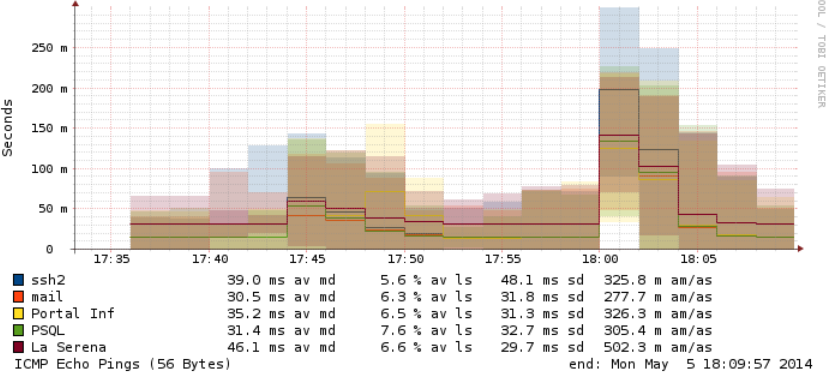 OOL / TOBI OETIKER
Seconds
250 m
200 m
150 m
100 m
50 m
0
17:35 17:40 17:45 17:50 17:55 18:00 18:05
ssh2 39.0 ms av md 5.6 % av ls 48.1 ms sd 325.8 m am/as
mail 30.5 ms av md 6.3 % av ls 31.8 ms sd 277.7 m am/as
Portal Inf 35.2 ms av md 6.5 % av ls 31.3 ms sd 326.3 m am/as
PSQL 31.4 ms av md 7.6 % av ls 32.7 ms sd 305.4 m am/as
La Serena 46.1 ms av md 6.6 % av ls 29.7 ms sd 502.3 m am/as
ICMP Echo Pings (56 Bytes) end: Mon May 5 18:09:57 2014